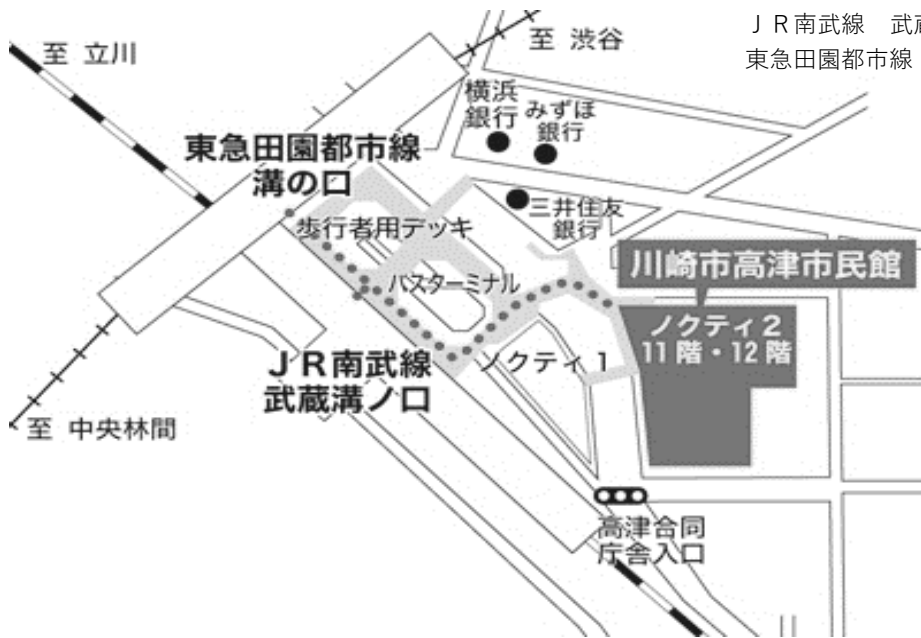 ＪＲ南武線　武蔵
東急田園都市線
至 立川
至 渋谷
横浜
銀行
みずほ
銀行
東急田園都市線
溝の口
三井住友
銀行
歩行者用デッキ
川崎市高津市民館
バスターミナル
ノクティ２
11階・12階
ＪＲ南武線
武蔵溝ノ口
ノクティ１
至 中央林間
高津合同
庁舎入口